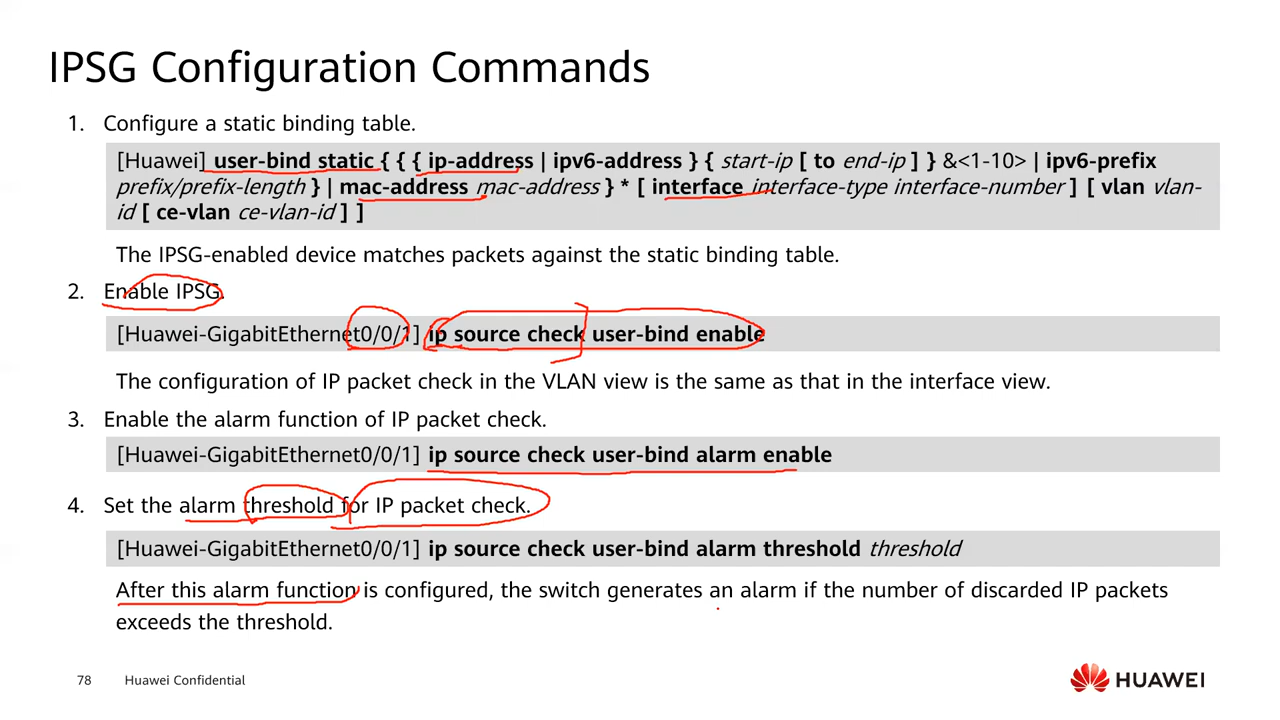 IPSG Configuration Commands
1. Configure a static binding table.
[Huawei] user-bind static { { { ip-address | ipv6-address } { start-ip [ to end-ip ] } &<1-10> | ipv6-prefix
prefix/prefix-length } | mac-address mac-address } * [ interface interface-type interface-number ] [ vlan vlan-
id [ ce-vlan ce-vlan-id ] ]
The IPSG-enabled device matches packets against the static binding table.
2. Enable IPSG.
[Huawei-GigabitEthernet0/0/1] ip source check user-bind enable
The configuration of IP packet check in the VLAN view is the same as that in the interface view.
3. Enable the alarm function of IP packet check.
[Huawei-GigabitEthernet0/0/1] ip source check user-bind alarm enable
4. Set the alarm threshold for IP packet check.
[Huawei-GigabitEthernet0/0/1] ip source check user-bind alarm threshold threshold
After this alarm function is configured, the switch generates an alarm if the number of discarded IP packets
exceeds the threshold.
78 Huawei Confidential
HUAWEI